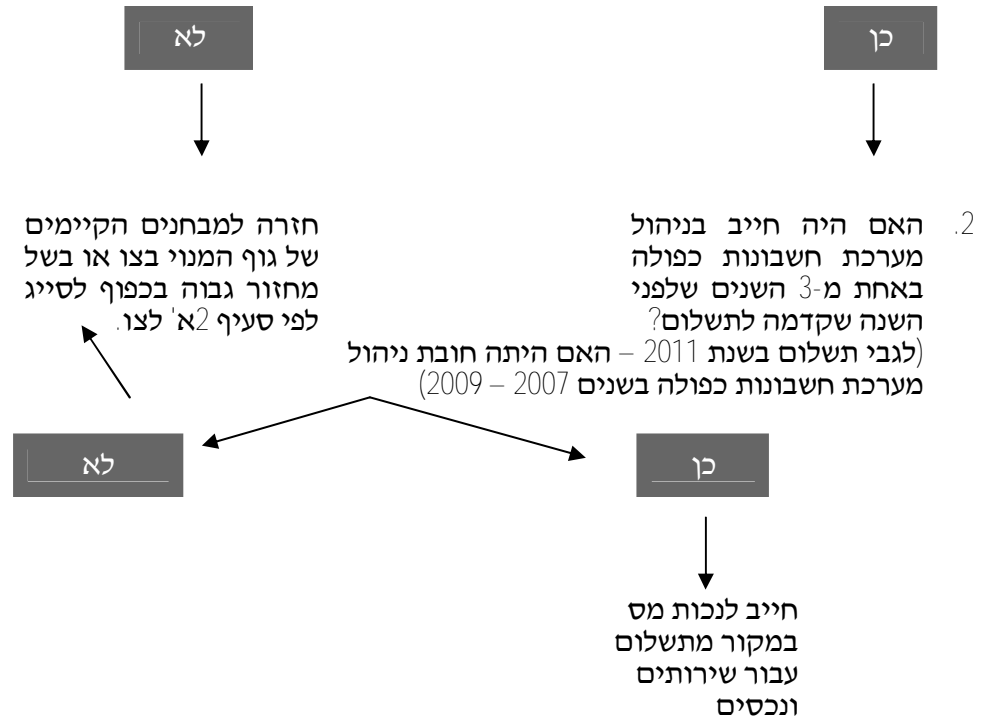 כן
לא
2. האם היה חייב בניהול
מערכת חשבונות כפולה
באחת מ-3 השנים שלפני
השנה שקדמה לתשלום?
(לגבי תשלום בשנת 2011 – האם היתה חובת ניהול
מערכת חשבונות כפולה בשנים 2007 – 2009)
חזרה למבחנים הקיימים
של גוף המנוי בצו או בשל
מחזור גבוה בכפוף לסייג
לפי סעיף 2א' לצו.
כן
לא
חייב לנכות מס
במקור מתשלום
עבור שירותים
ונכסים